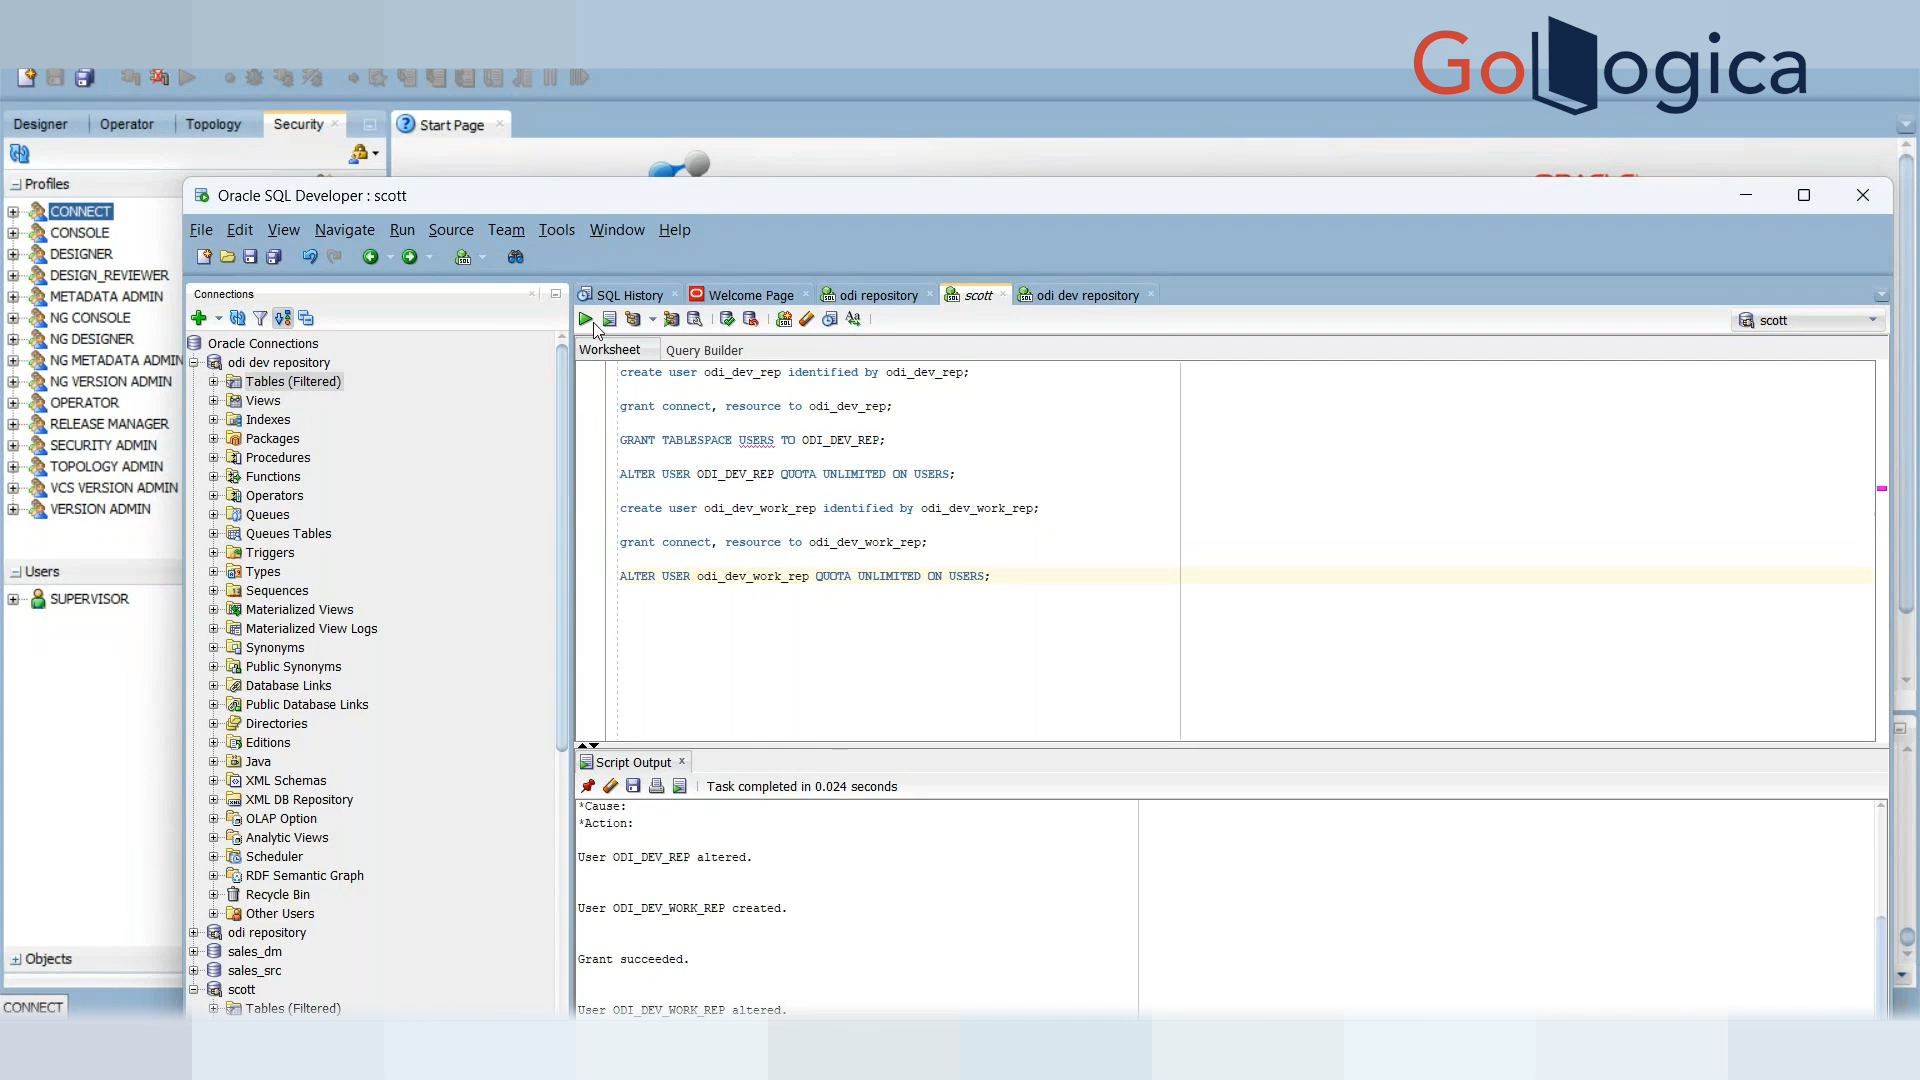 GoLogica
Designer
Operator
Topology
Security
Start Page
Profiles
CONNECT
CONSOLE
DESIGNER
DESIGN_REVIEWER
METADATA ADMIN
NG CONSOLE
NG DESIGNER
NG METADATA ADMIN
NG VERSION ADMIN
OPERATOR
RELEASE MANAGER
SECURITY ADMIN
TOPOLOGY ADMIN
VCS VERSION ADMIN
VERSION ADMIN
Users
SUPERVISOR
Objects
CONNECT
Oracle SQL Developer : scott
File Edit View Navigate Run Source Team Tools Window Help
Connections
Oracle Connections
odi dev repository
Tables (Filtered)
Views
Indexes
Packages
Procedures
Functions
Operators
Queues
Queues Tables
Triggers
Types
Sequences
Materialized Views
Materialized View Logs
Synonyms
Public Synonyms
Database Links
Public Database Links
Directories
Editions
Java
XML Schemas
XML DB Repository
OLAP Option
Analytic Views
Scheduler
RDF Semantic Graph
Recycle Bin
Other Users
odi repository
sales_dm
sales_src
scott
Tables (Filtered)
SQL History
Welcome Page
odi repository
scott
odi dev repository
scott
Worksheet
Query Builder
create user odi_dev_rep identified by odi_dev_rep;
grant connect, resource to odi_dev_rep;
GRANT TABLESPACE USERS TO ODI_DEV_REP;
ALTER USER ODI_DEV_REP QUOTA UNLIMITED ON USERS;
create user odi_dev_work_rep identified by odi_dev_work_rep;
grant connect, resource to odi_dev_work_rep;
ALTER USER odi_dev_work_rep QUOTA UNLIMITED ON USERS;
Script Output
Task completed in 0.024 seconds
*Cause:
*Action:
User ODI_DEV_REP altered.
User ODI_DEV_WORK_REP created.
Grant succeeded.
User ODI_DEV_WORK_REP altered.